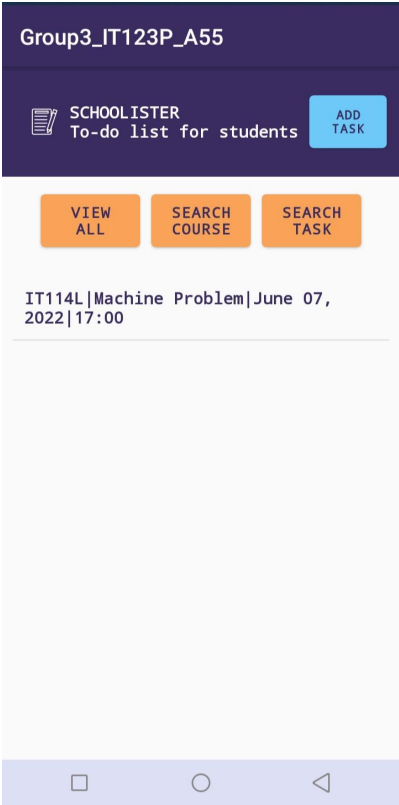 Group3_IT123P_A55
SCHOOLISTER
To-do list for students
ADD
TASK
VIEW
ALL
SEARCH
COURSE
SEARCH
TASK
IT114L|Machine Problem|June 07,
2022|17:00